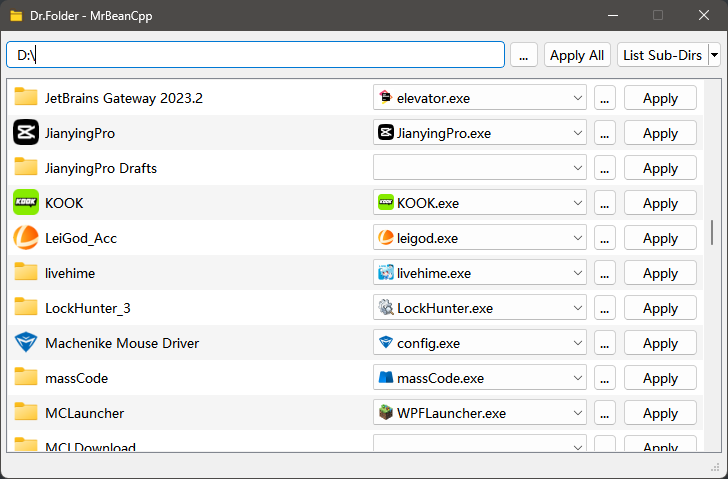 Dr.Folder - MrBeanCpp
D:\ ... Apply All List Sub-Dirs
JetBrains Gateway 2023.2 elevator.exe ... Apply
JianyingPro JianyingPro.exe ... Apply
JianyingPro Drafts ... Apply
KOOK KOOK KOOK.exe ... Apply
LeiGod_Acc leigod.exe ... Apply
livehime livehime.exe ... Apply
LockHunter_3 LockHunter.exe ... Apply
Machenike Mouse Driver config.exe ... Apply
massCode massCode.exe ... Apply
MCLauncher WPFLauncher.exe ... Apply
MCLDownload ... Apply